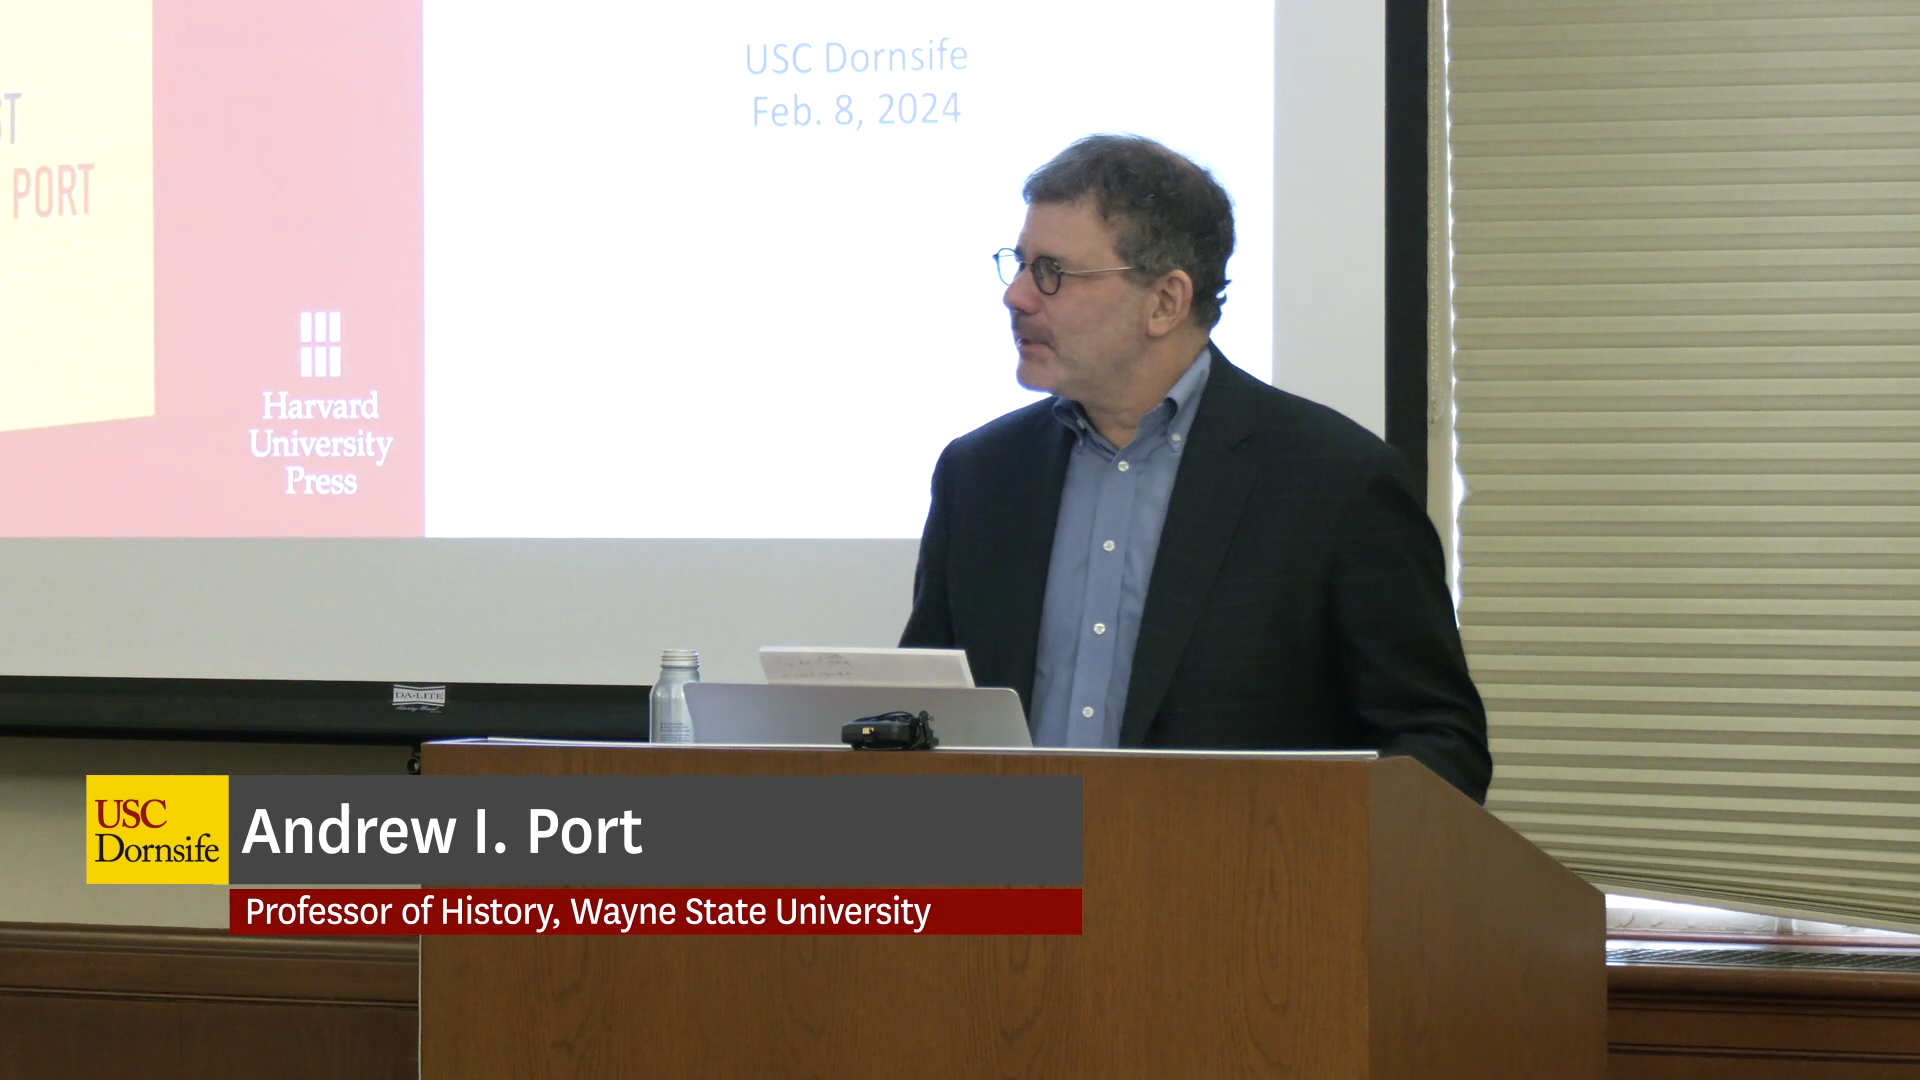 USC Dornsife
Feb. 8, 2024
PORT
Harvard
University
Press
DA-LITE
USC
Dornsife
Andrew I. Port
Professor of History, Wayne State University